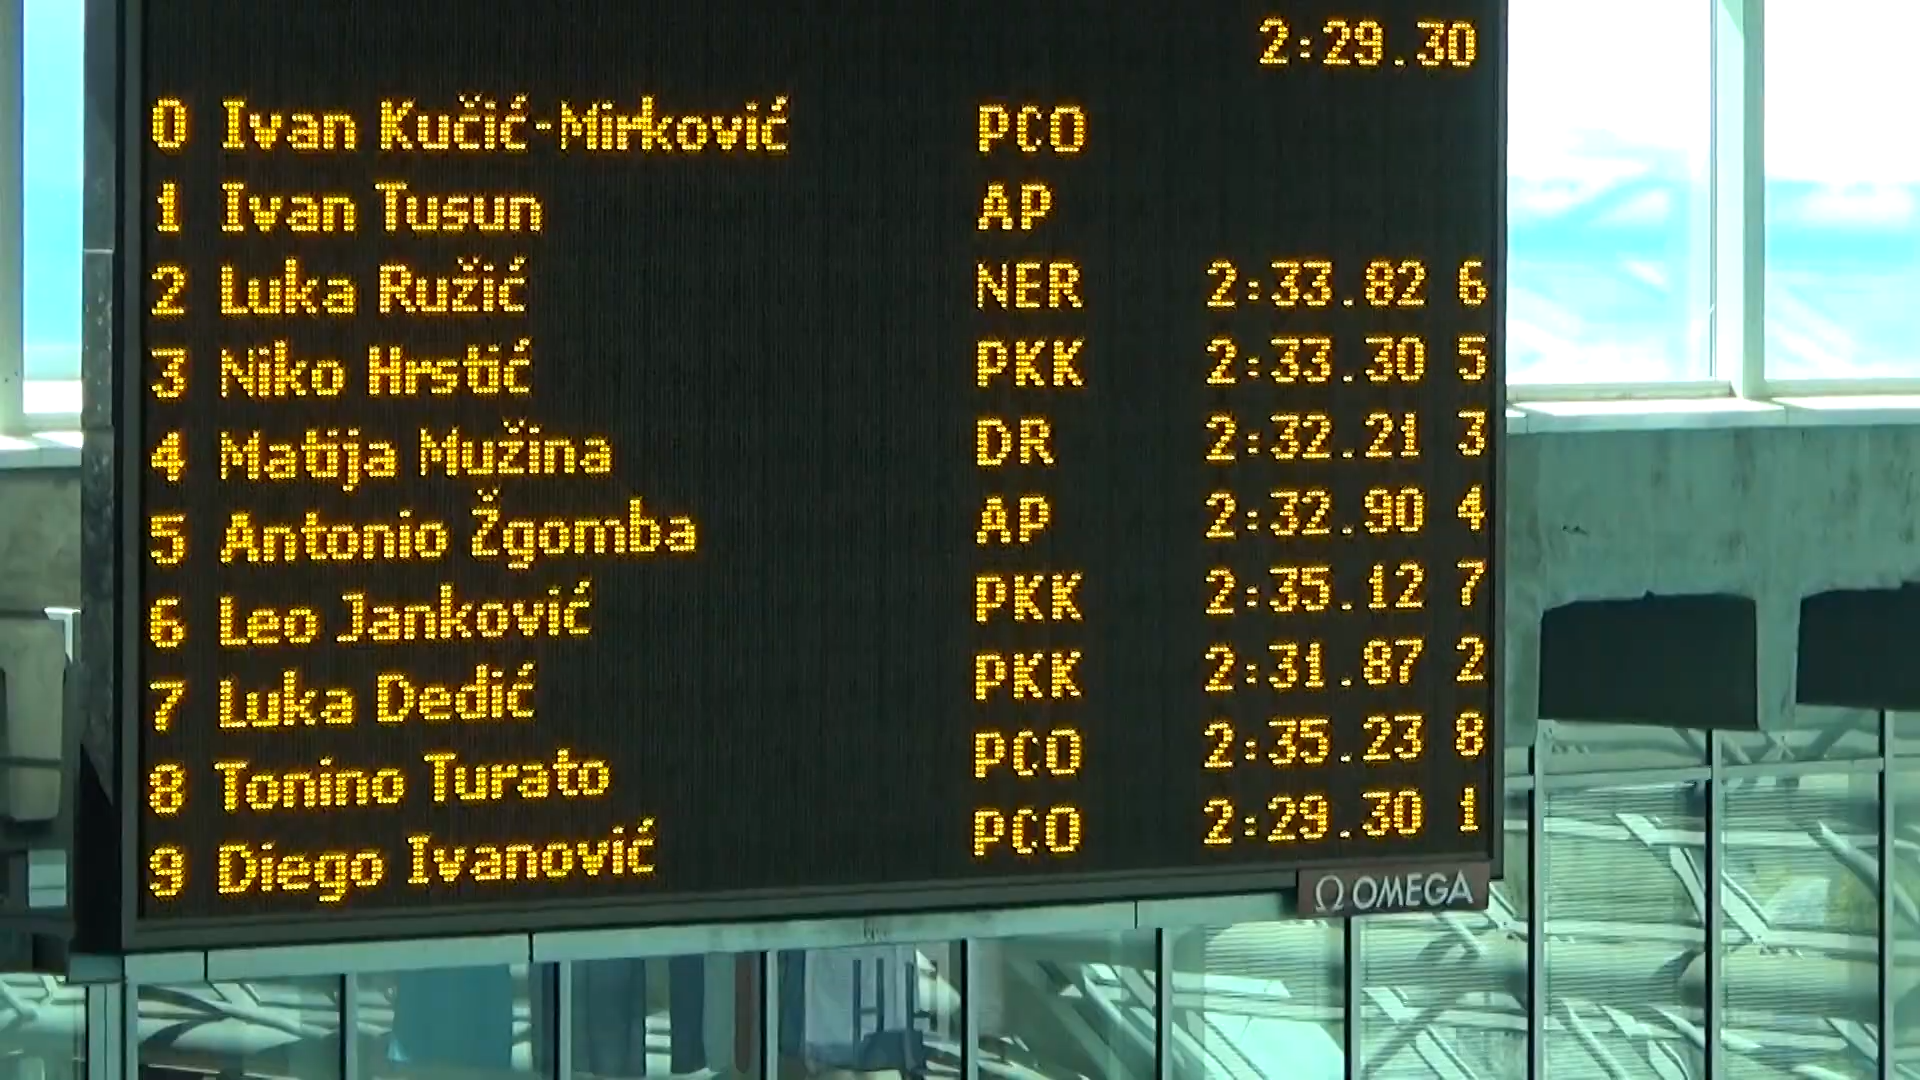 2:29.30
0 Ivan Kučić-Mirković PCO
1 Ivan Tusun AP
2 Luka Ružić NER 2:33.82 6
3 Niko Hrstić PKK 2:33.30 5
4 Matija Mužina DR 2:32.21 3
5 Antonio Žgomba AP 2:32.90 4
6 Leo Janković PKK 2:35.12 7
7 Luka Dedić PKK 2:31.87 2
8 Tonino Turato PCO 2:35.23 8
9 Diego Ivanović PCO 2:29.30 1
Ω OMEGA